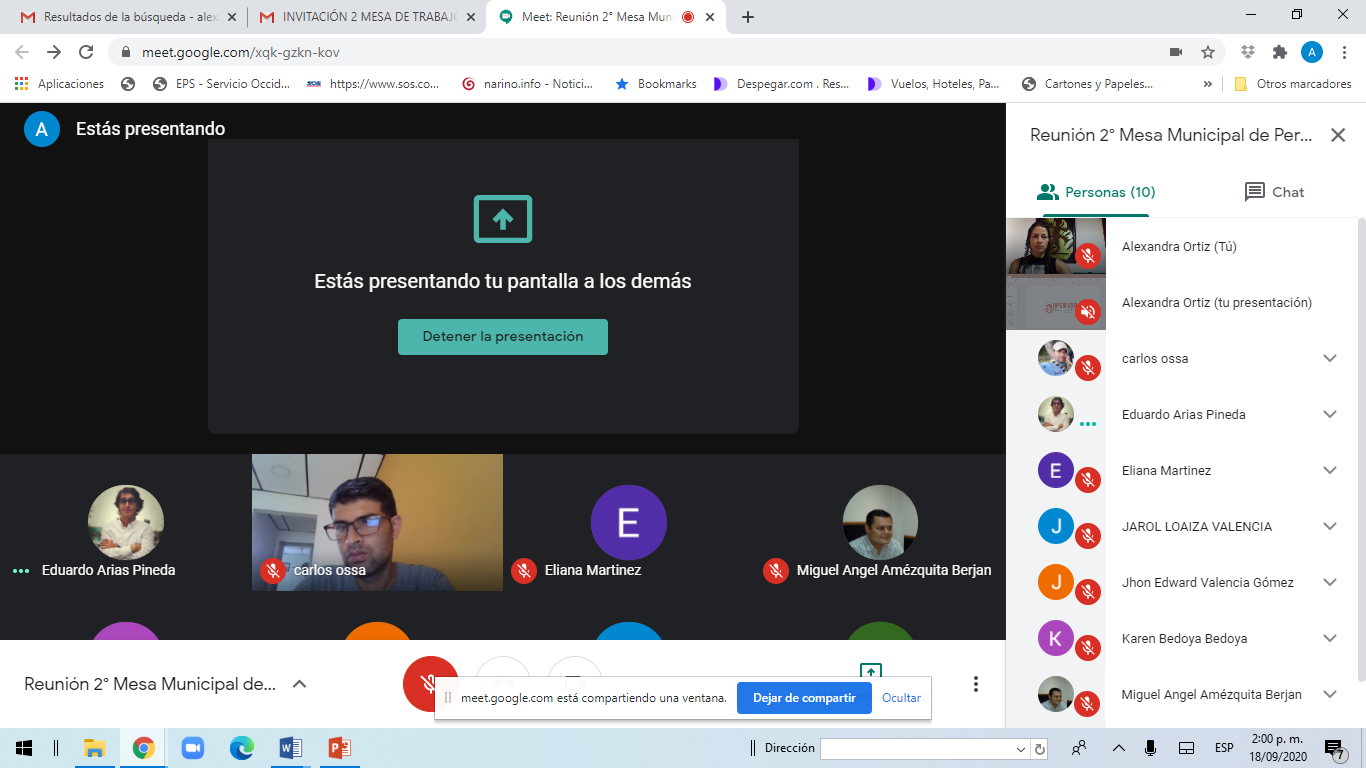 Resultados de la búsqueda - alex
INVITACIÓN 2 MESA DE TRABAJO
Meet: Reunión 2° Mesa Muni
meet.google.com/xqk-gzkn-kov
A
Aplicaciones
EPS - Servicio Occid...
SOS
https://www.sos.co...
narino.info - Notici...
Bookmarks
Despegar.com . Res...
Vuelos, Hoteles, Pa...
Cartones y Papeles...
»
Otros marcadores
A
Estás presentando
Estás presentando tu pantalla a los demás
Detener la presentación
Eduardo Arias Pineda
carlos ossa
E
Eliana Martinez
Miguel Angel Amézquita Berjan
Reunión 2° Mesa Municipal de Per...
Personas (10)
Chat
Alexandra Ortiz (Tú)
Alexandra Ortiz (tu presentación)
carlos ossa
Eduardo Arias Pineda
E
Eliana Martinez
J
JAROL LOAIZA VALENCIA
J
Jhon Edward Valencia Gómez
K
Karen Bedoya Bedoya
Miguel Angel Amézquita Berjan
Reunión 2° Mesa Municipal de...
meet.google.com está compartiendo una ventana.
Dejar de compartir
Ocultar
Dirección
ESP
2:00 p. m.
18/09/2020
7